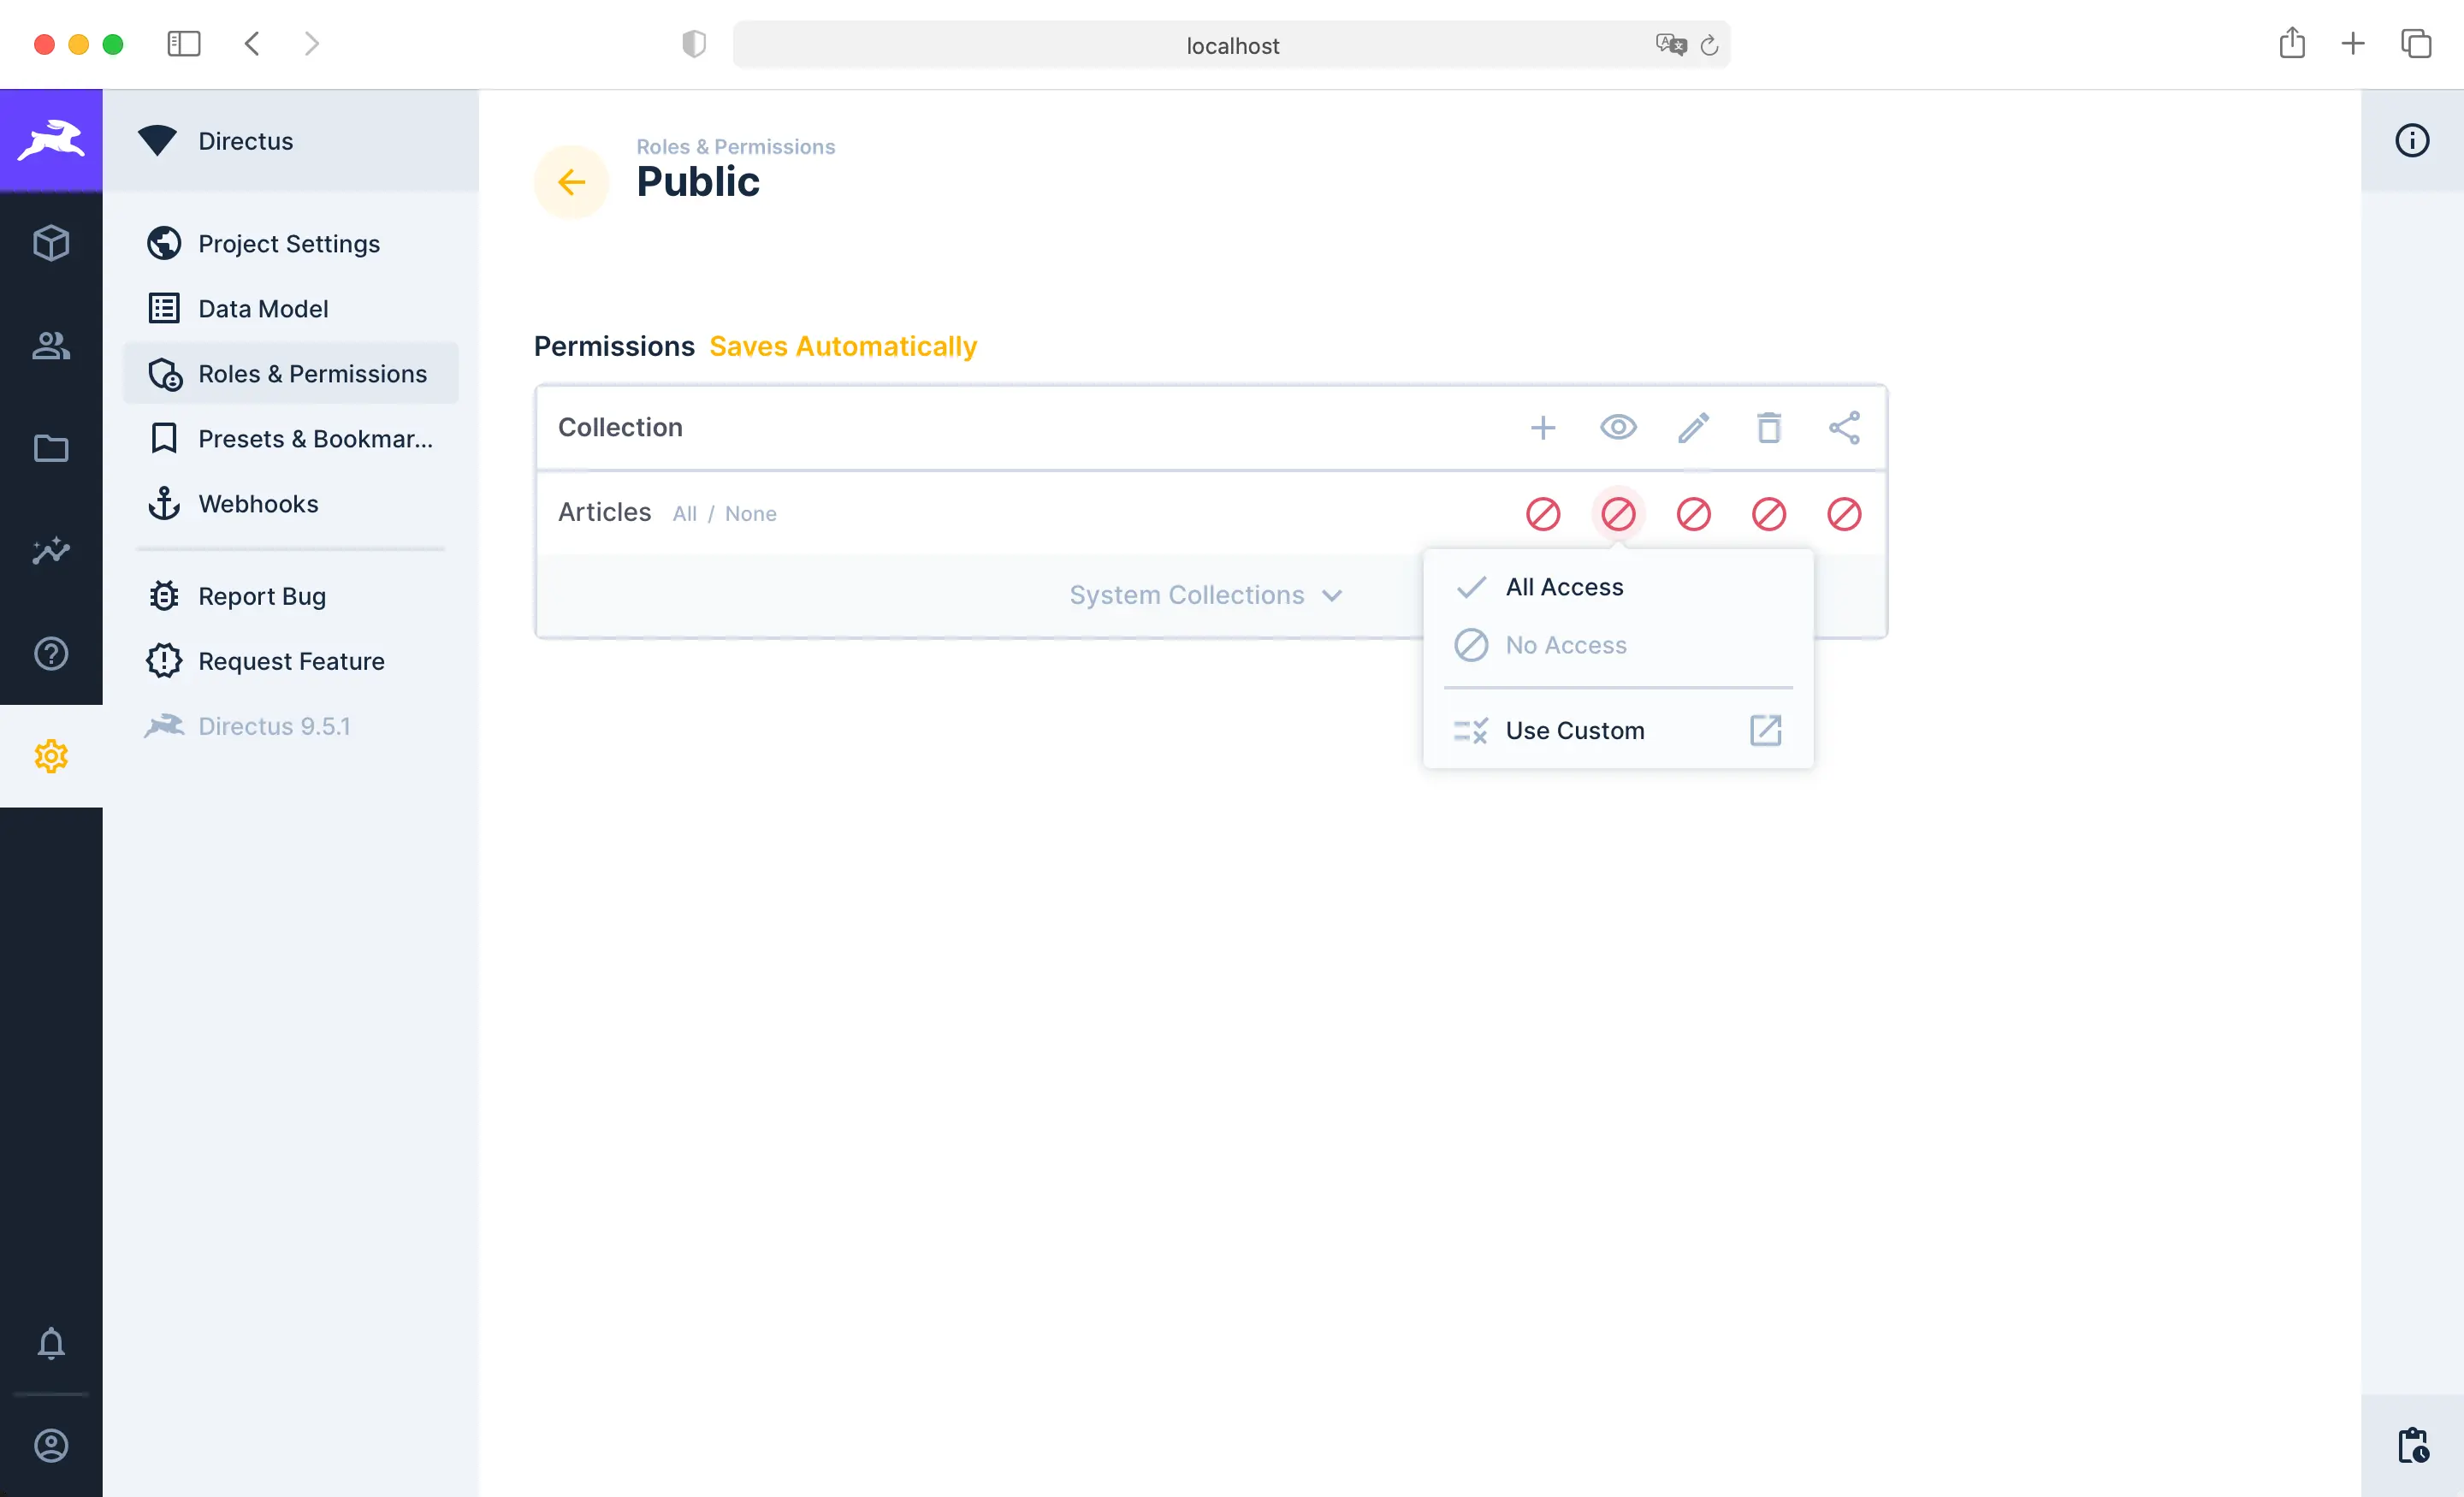 localhost
Directus
Project Settings
Data Model
Roles & Permissions
Presets & Bookmar...
Webhooks
Report Bug
Request Feature
Directus 9.5.1
Roles & Permissions
Public
Permissions Saves Automatically
Collection
Articles All / None
System Collections
All Access
No Access
Use Custom